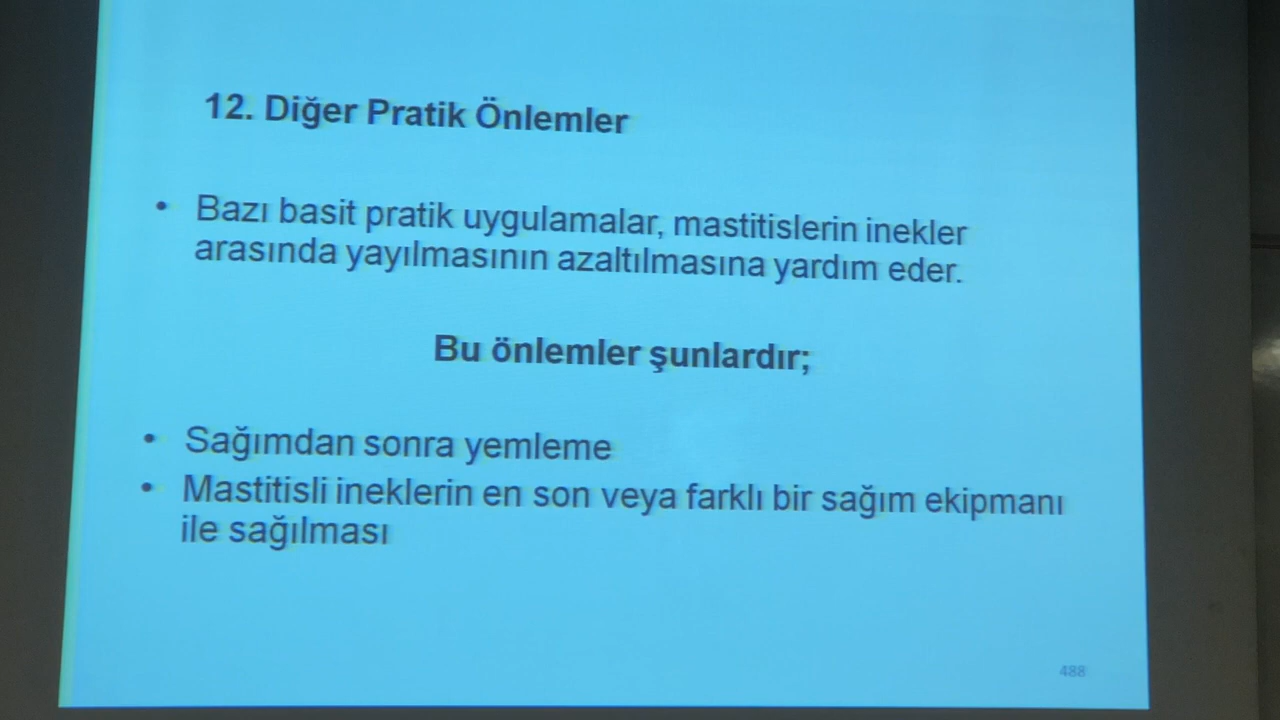 12. Diğer Pratik Önlemler
• Bazı basit pratik uygulamalar, mastitislerin inekler
arasında yayılmasının azaltılmasına yardım eder.
Bu önlemler şunlardır;
• Sağımdan sonra yemleme
• Mastitisli ineklerin en son veya farklı bir sağım ekipmanı
ile sağılması
488